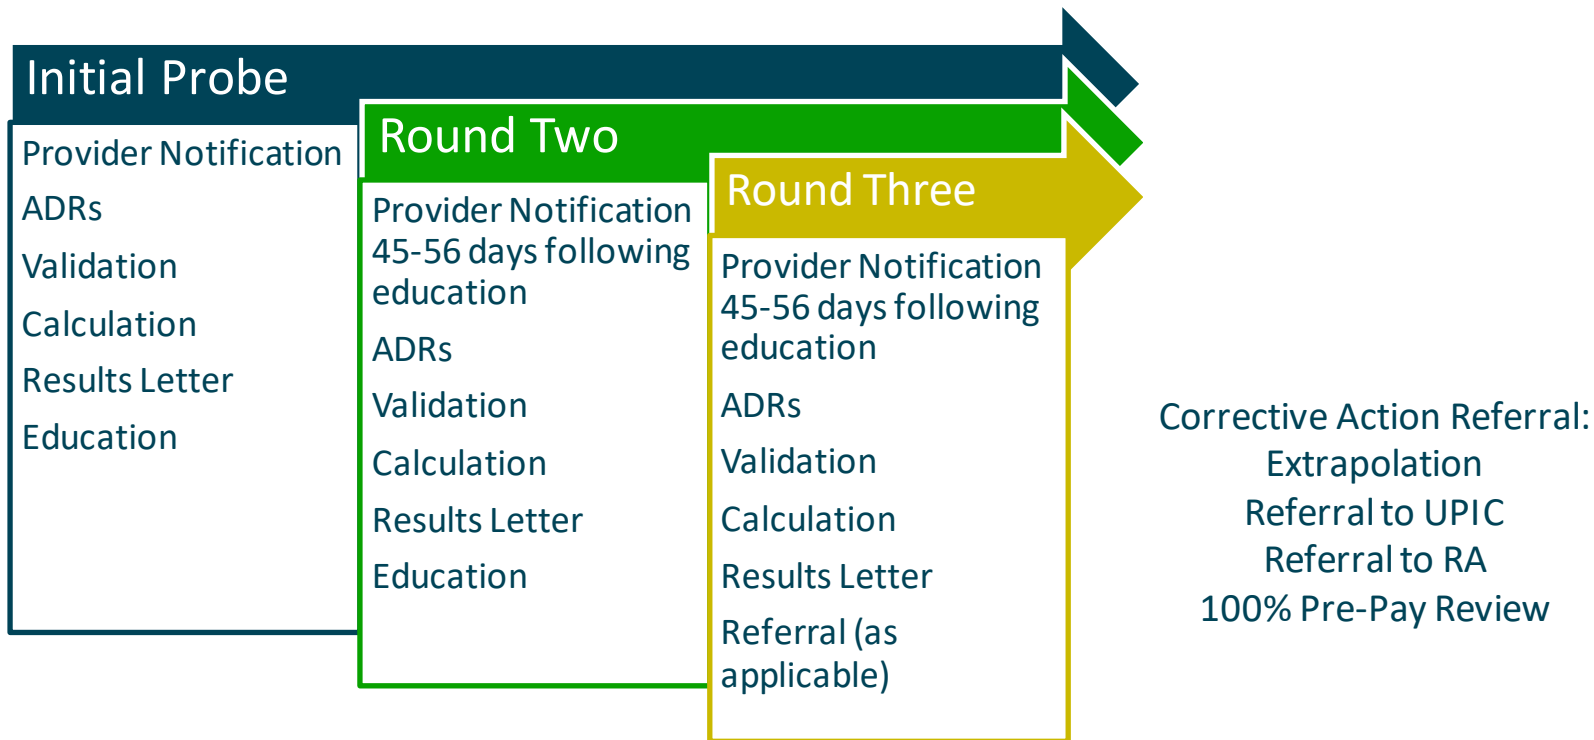 Initial Probe
Provider Notification
ADRs
Validation
Calculation
Results Letter
Education
Round Two
Provider Notification
45-56 days following
education
ADRs
Validation
Calculation
Results Letter
Education
Round Three
Provider Notification
45-56 days following
education
ADRs
Validation
Calculation
Results Letter
Referral (as
applicable)
Corrective Action Referral:
Extrapolation
Referral to UPIC
Referral to RA
100% Pre-Pay Review